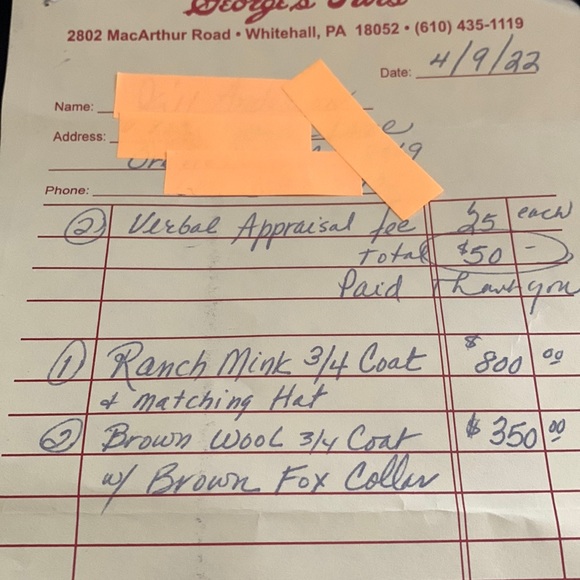 George's Furs
2802 MacArthur Road • Whitehall, PA 18052 • (610) 435-1119
Date: 4/9/22
Name:
Address:
Phone:
② Verbal Appraisal fee 25 each
Total $50 -
Paid Thank you
① Ranch Mink 3/4 Coat $800 00
& matching Hat
② Brown Wool 3/4 Coat $350 00
w/ Brown Fox Collar